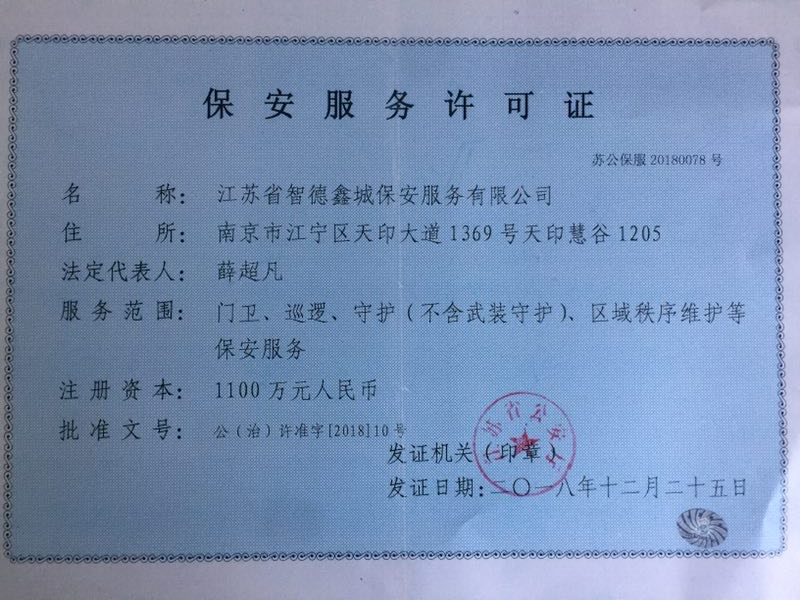 保安服务许可证
苏公保服 20180078 号
名称：江苏省智德鑫城保安服务有限公司
住所：南京市江宁区天印大道 1369 号天印慧谷 1205
法定代表人：薛超凡
服务范围：门卫、巡逻、守护（不含武装守护）、区域秩序维护等
保安服务
注册资本：1100 万元人民币
批准文号：公（治）许准字[2018]10 号
江苏省公安厅
发证机关（印章）
发证日期：二〇一八年十二月二十五日